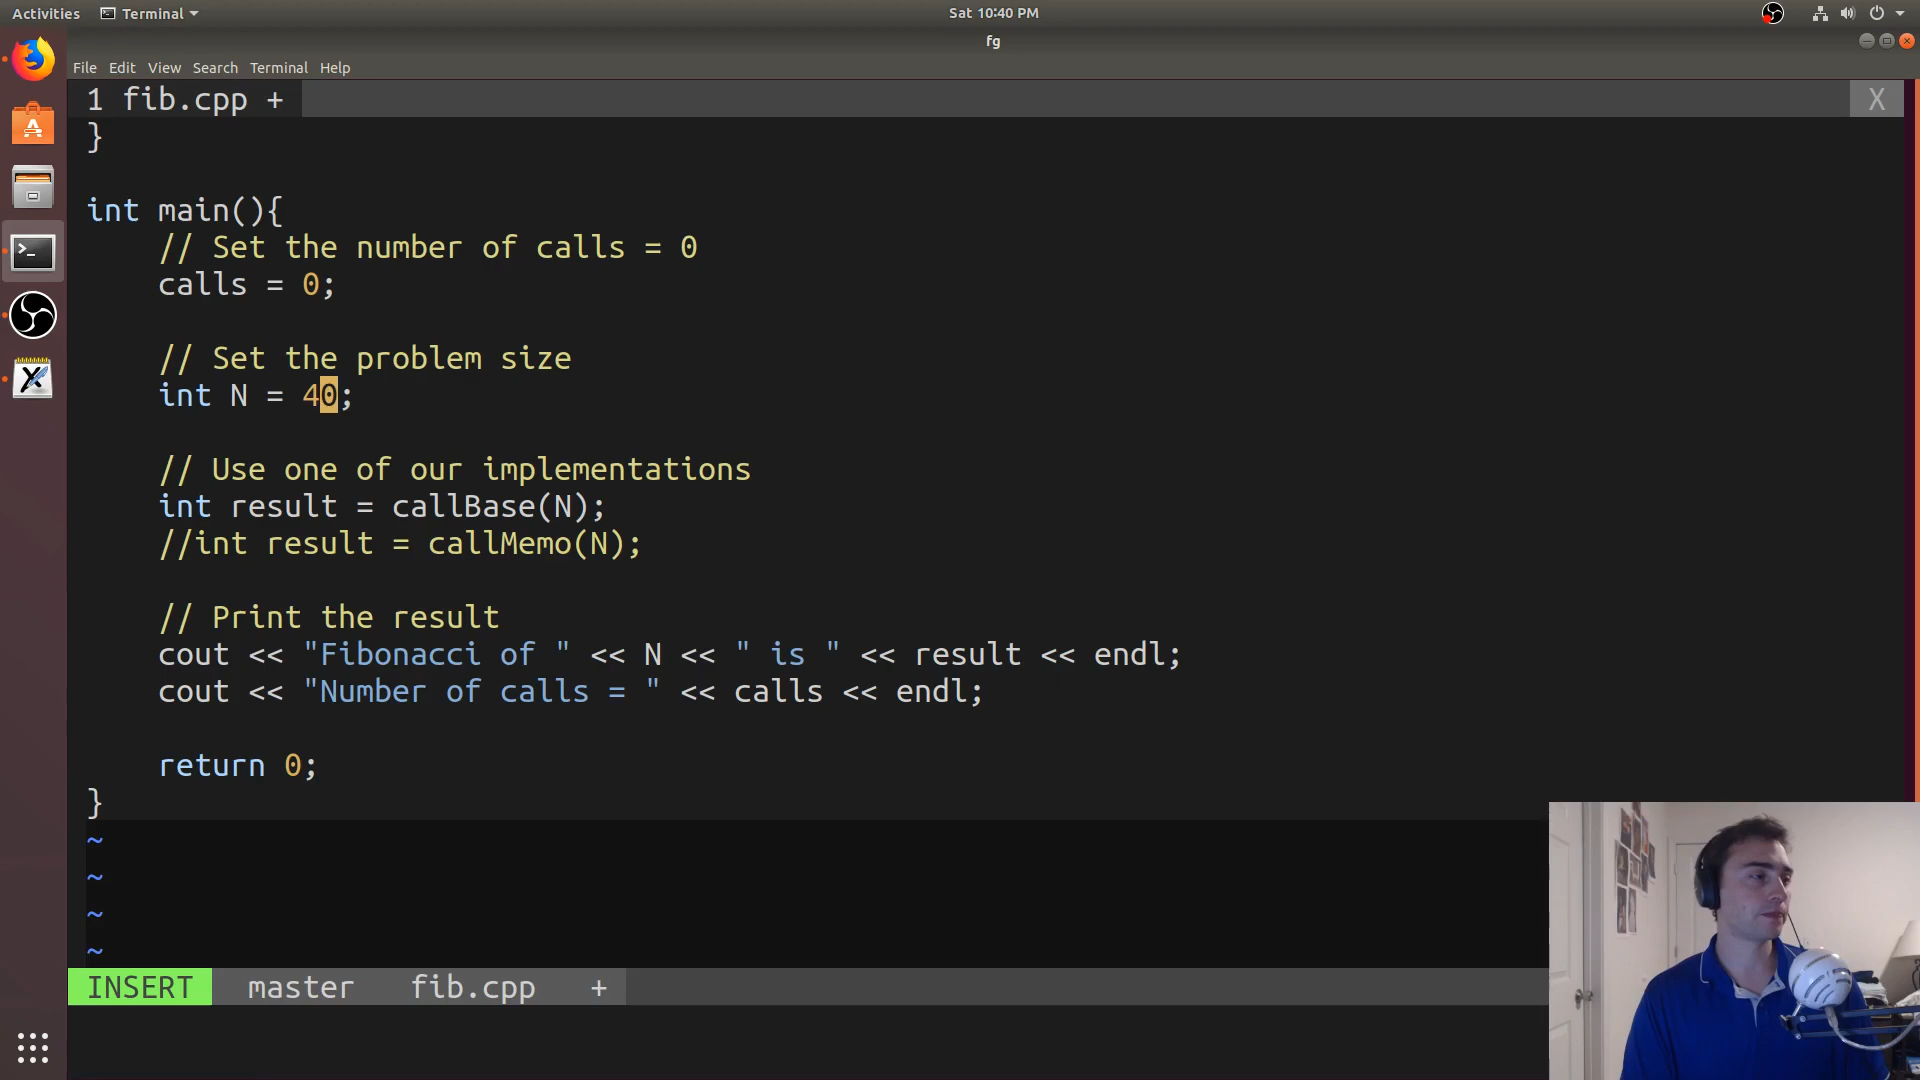 Activities Terminal Sat 10:40 PM
fg
File Edit View Search Terminal Help
1 fib.cpp + X
}
int main(){
// Set the number of calls = 0
calls = 0;
// Set the problem size
int N = 40;
// Use one of our implementations
int result = callBase(N);
//int result = callMemo(N);
// Print the result
cout << "Fibonacci of " << N << " is " << result << endl;
cout << "Number of calls = " << calls << endl;
return 0;
}
~
~
~
~
INSERT master fib.cpp +